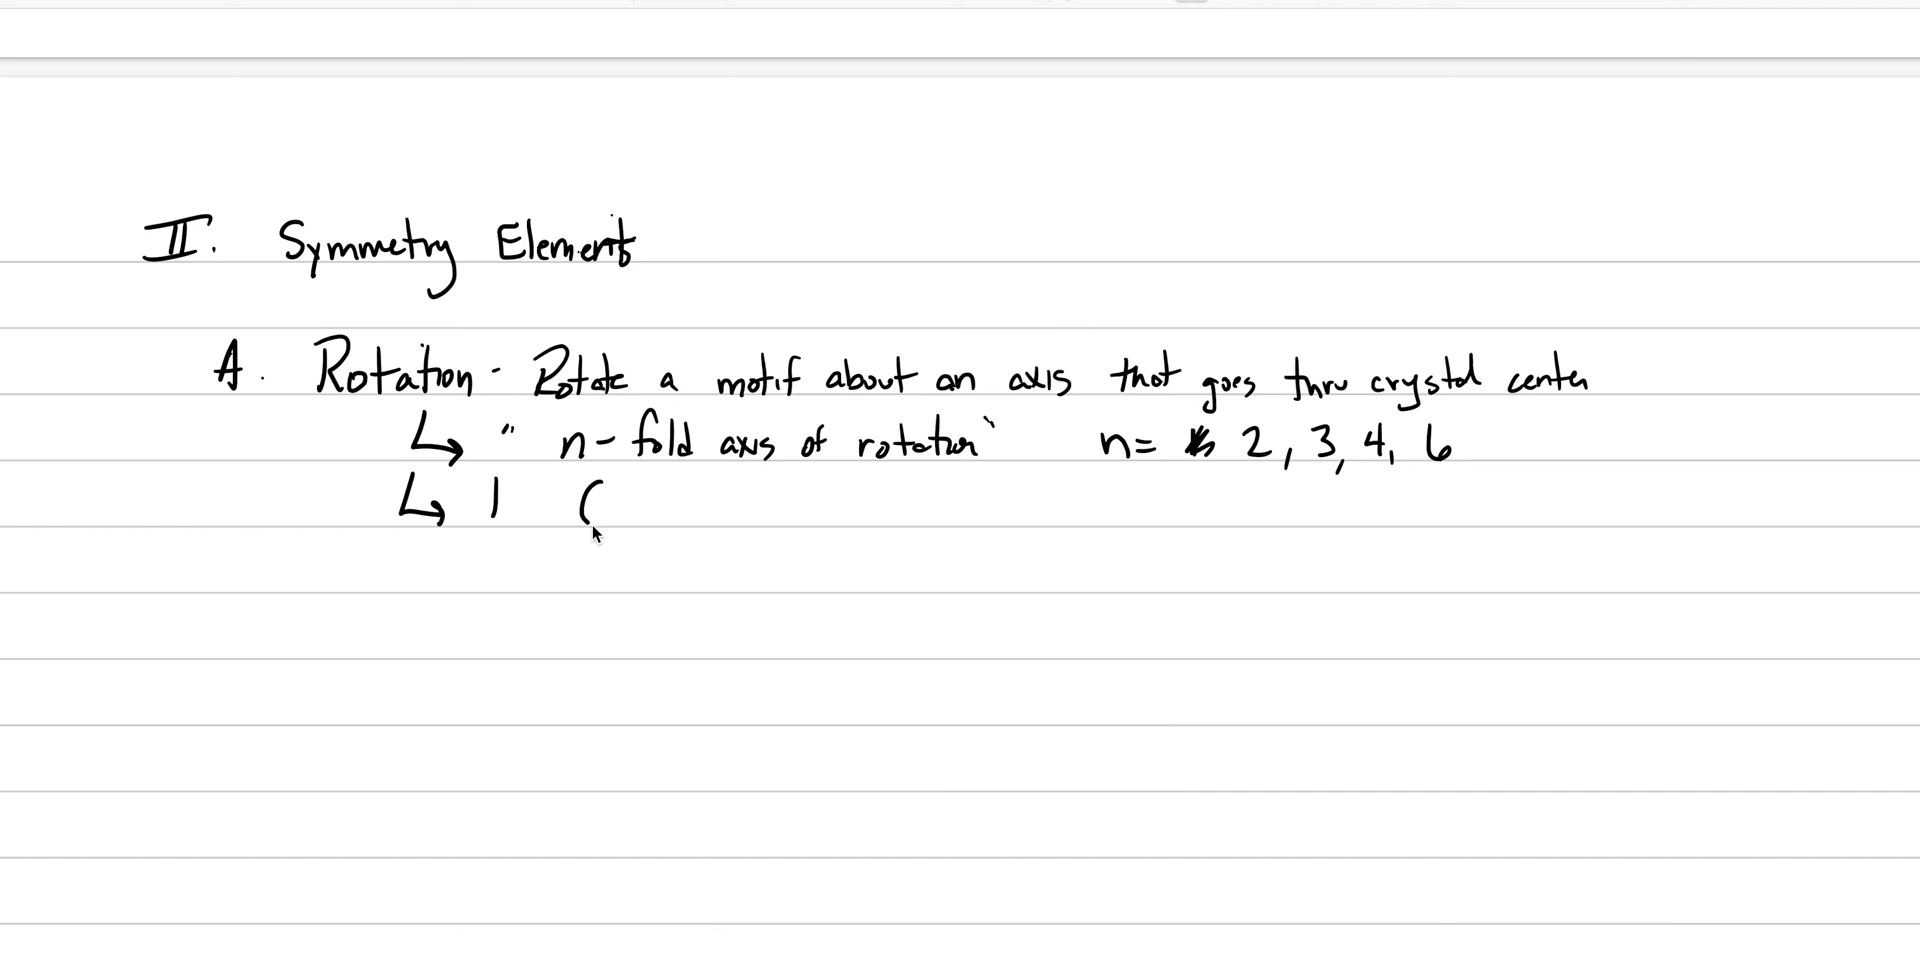 II. Symmetry Elements
A. Rotation - Rotate a motif about an axis that goes thru crystal center
↳ " n-fold axis of rotation" n= 2, 3, 4, 6
↳ 1 (